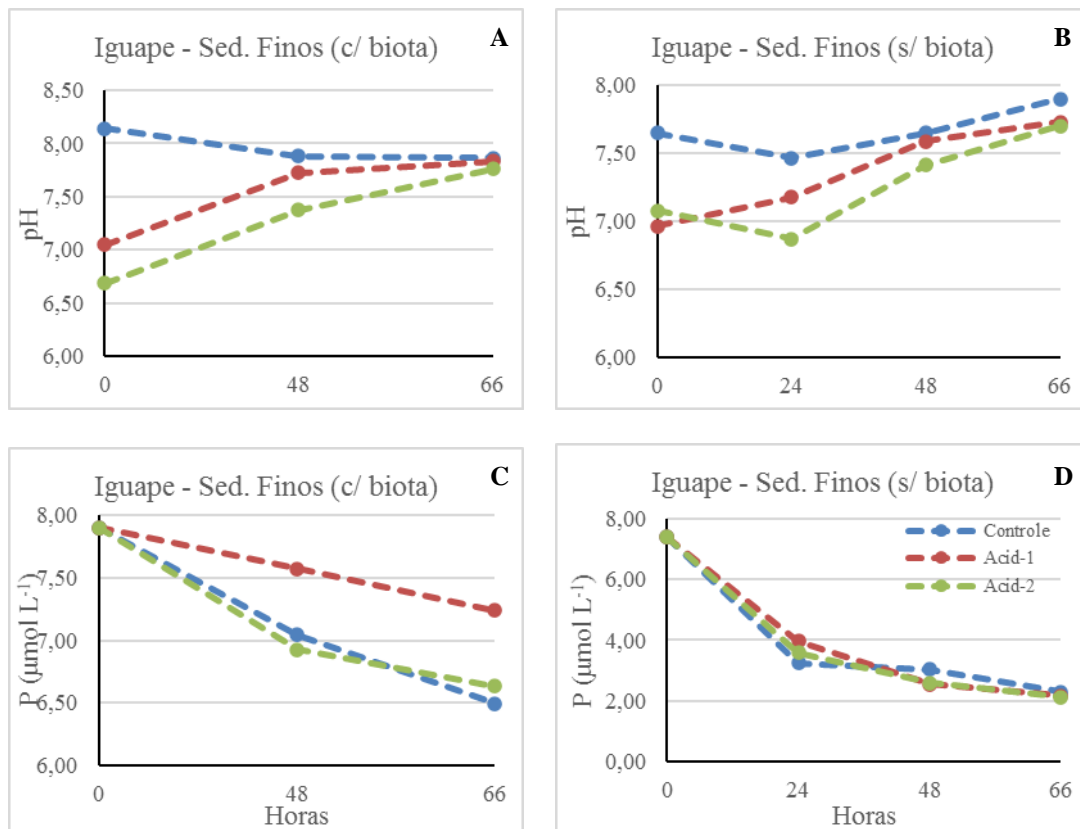 Iguape - Sed. Finos (c/ biota) A
8,50
8,00
7,50
7,00
6,50
6,00
pH
0 48 66
Iguape - Sed. Finos (s/ biota) B
8,00
7,50
7,00
6,50
6,00
pH
0 24 48 66
Iguape - Sed. Finos (c/ biota) C
8,00
7,50
7,00
6,50
6,00
P (µmol L⁻¹)
0 48 66
Horas
Iguape - Sed. Finos (s/ biota) D
8,00
6,00
4,00
2,00
0,00
P (µmol L⁻¹)
Controle
Acid-1
Acid-2
0 24 48 66
Horas